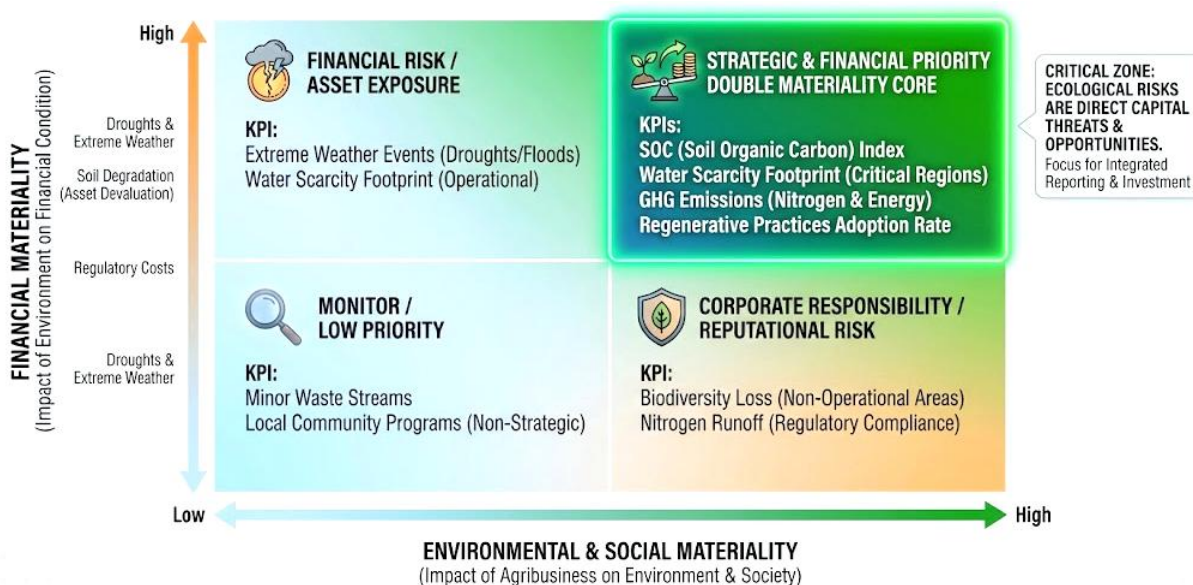 High
FINANCIAL MATERIALITY
(Impact of Environment on Financial Condition)
Droughts &
Extreme Weather
Soil Degradation
(Asset Devaluation)
Regulatory Costs
Droughts &
Extreme Weather
Low
FINANCIAL RISK /
ASSET EXPOSURE
KPI:
Extreme Weather Events (Droughts/Floods)
Water Scarcity Footprint (Operational)
STRATEGIC & FINANCIAL PRIORITY
DOUBLE MATERIALITY CORE
KPIs:
SOC (Soil Organic Carbon) Index
Water Scarcity Footprint (Critical Regions)
GHG Emissions (Nitrogen & Energy)
Regenerative Practices Adoption Rate
CRITICAL ZONE:
ECOLOGICAL RISKS
ARE DIRECT CAPITAL
THREATS &
OPPORTUNITIES.
Focus for Integrated
Reporting & Investment
MONITOR /
LOW PRIORITY
KPI:
Minor Waste Streams
Local Community Programs (Non-Strategic)
CORPORATE RESPONSIBILITY /
REPUTATIONAL RISK
KPI:
Biodiversity Loss (Non-Operational Areas)
Nitrogen Runoff (Regulatory Compliance)
High
ENVIRONMENTAL & SOCIAL MATERIALITY
(Impact of Agribusiness on Environment & Society)